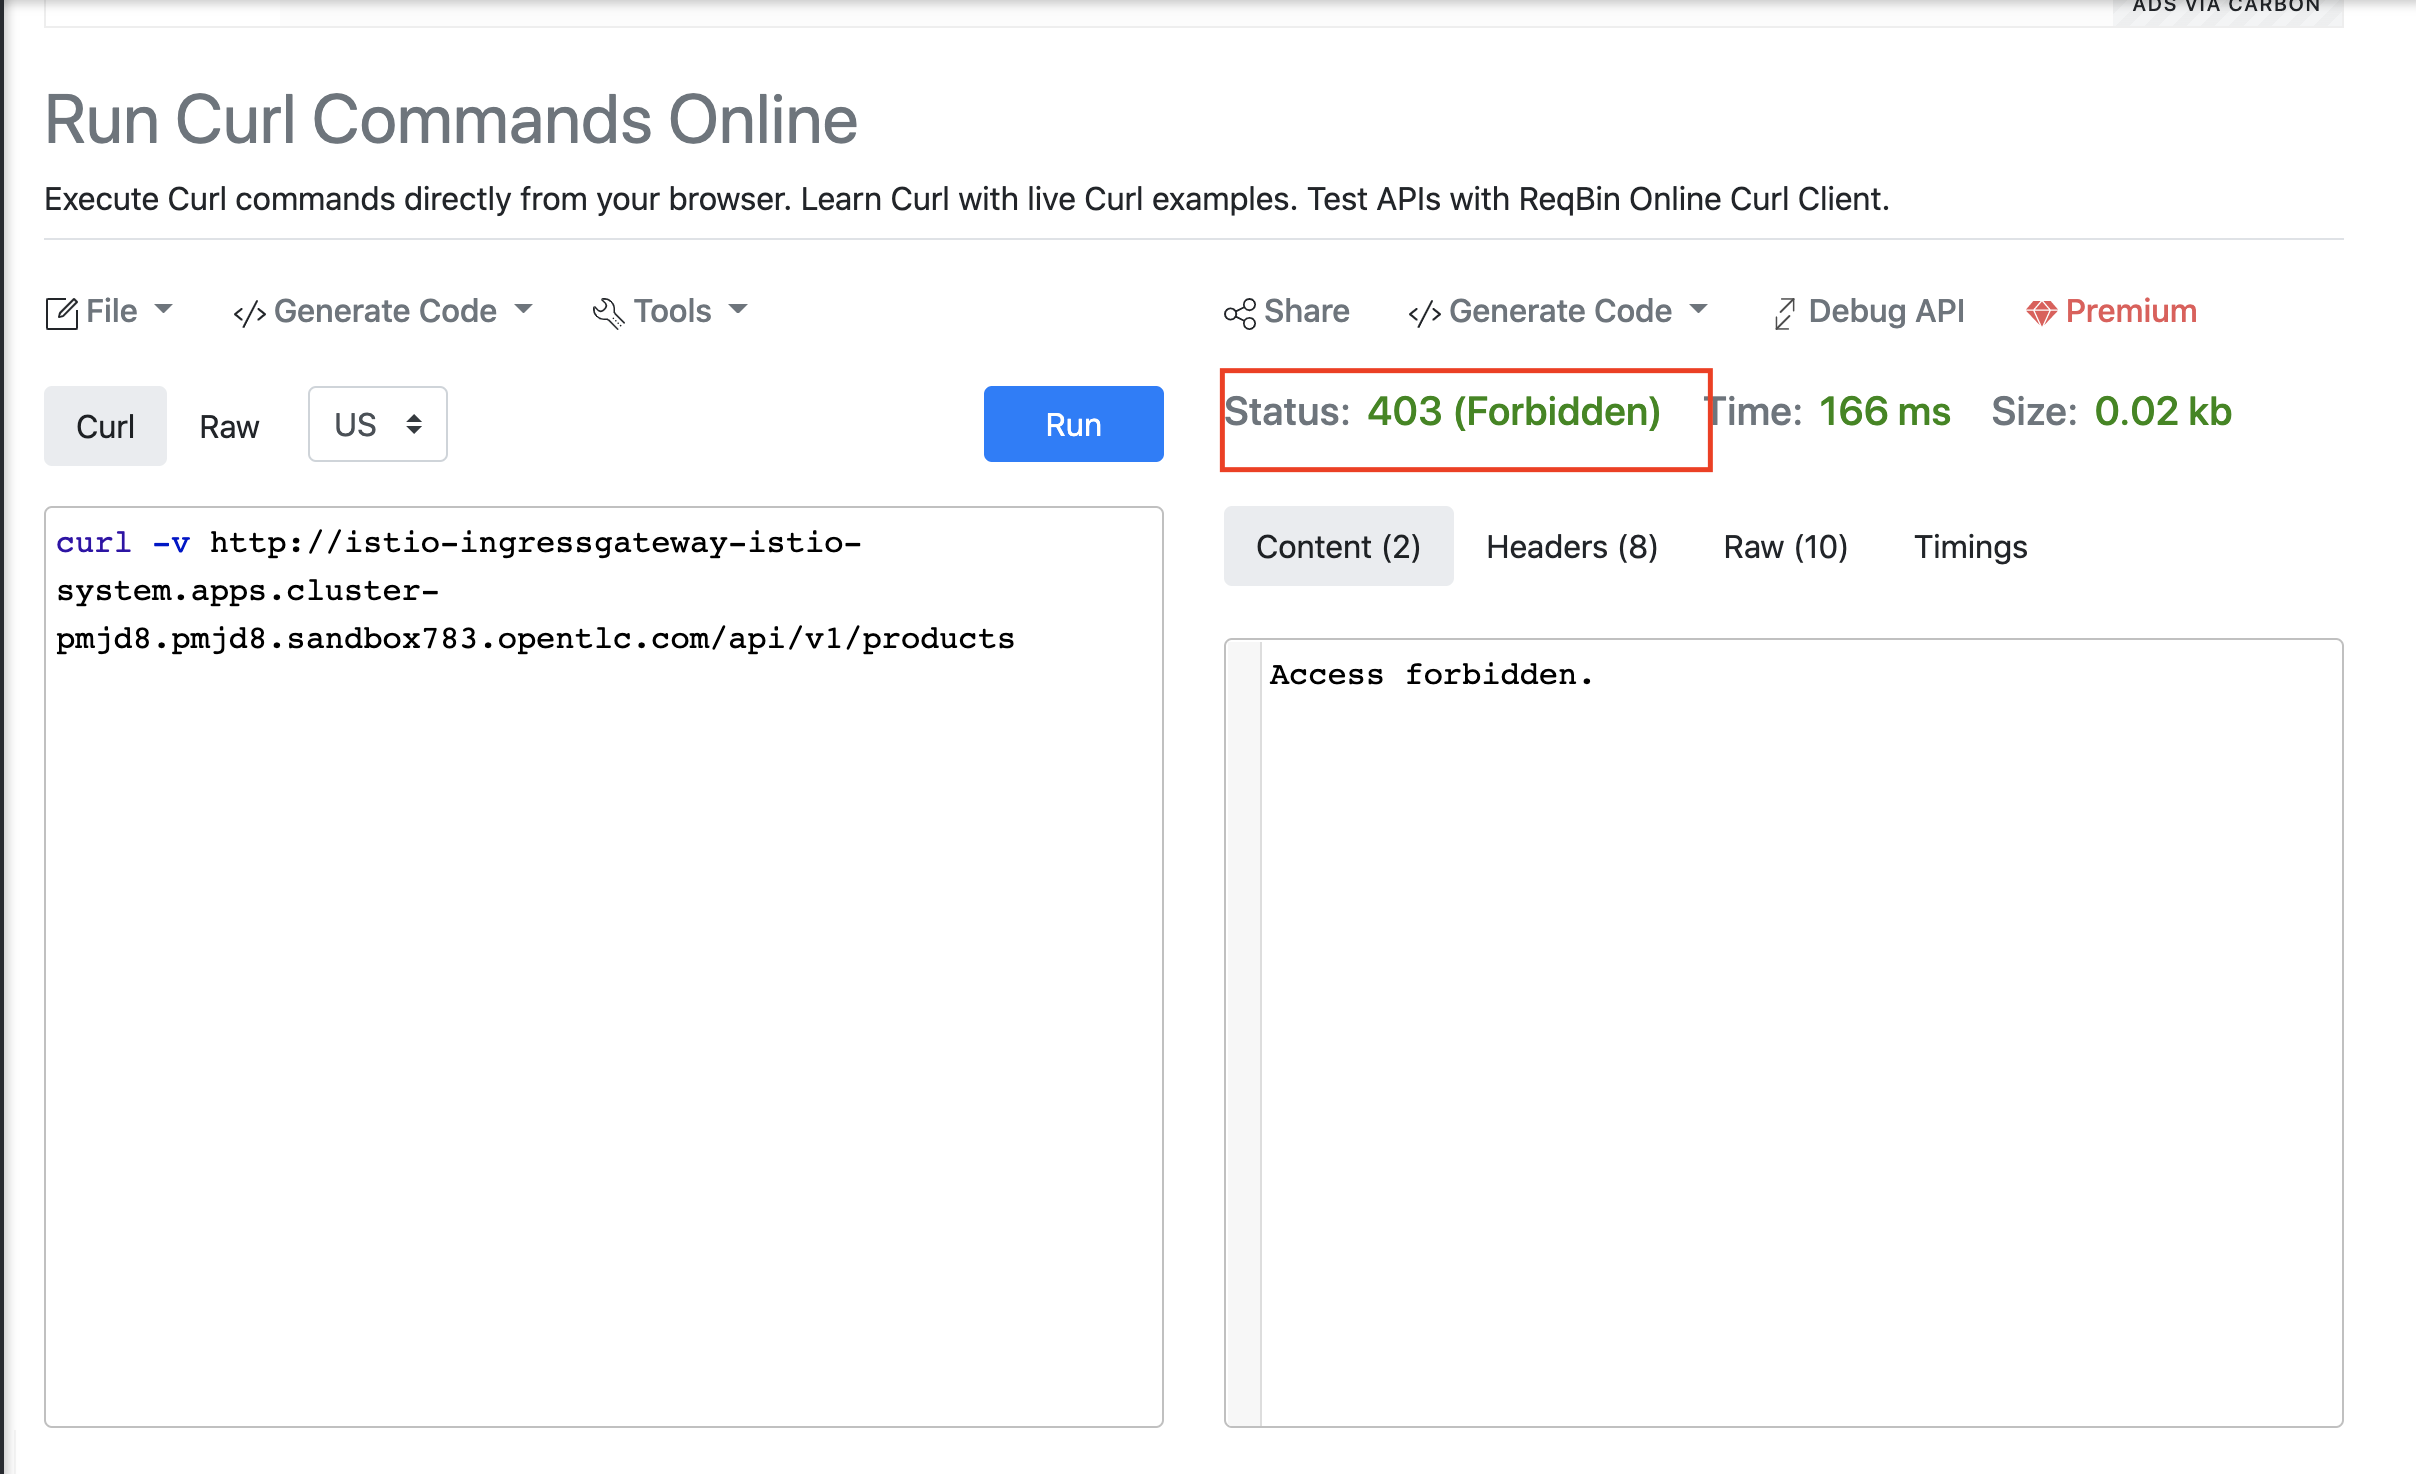 ADS VIA CARBON
Run Curl Commands Online
Execute Curl commands directly from your browser. Learn Curl with live Curl examples. Test APIs with ReqBin Online Curl Client.
File </> Generate Code Tools
Share </> Generate Code Debug API Premium
Curl Raw US Run
Status: 403 (Forbidden) Time: 166 ms Size: 0.02 kb
curl -v http://istio-ingressgateway-istio-
system.apps.cluster-
pmjd8.pmjd8.sandbox783.opentlc.com/api/v1/products
Content (2) Headers (8) Raw (10) Timings
Access forbidden.